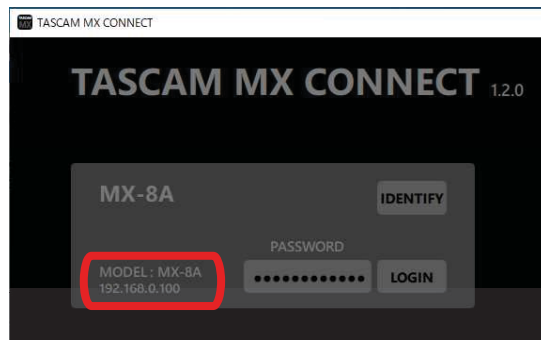 TASCAM MX CONNECT
TASCAM MX CONNECT 1.2.0
MX-8A
IDENTIFY
PASSWORD
MODEL : MX-8A
192.168.0.100
LOGIN